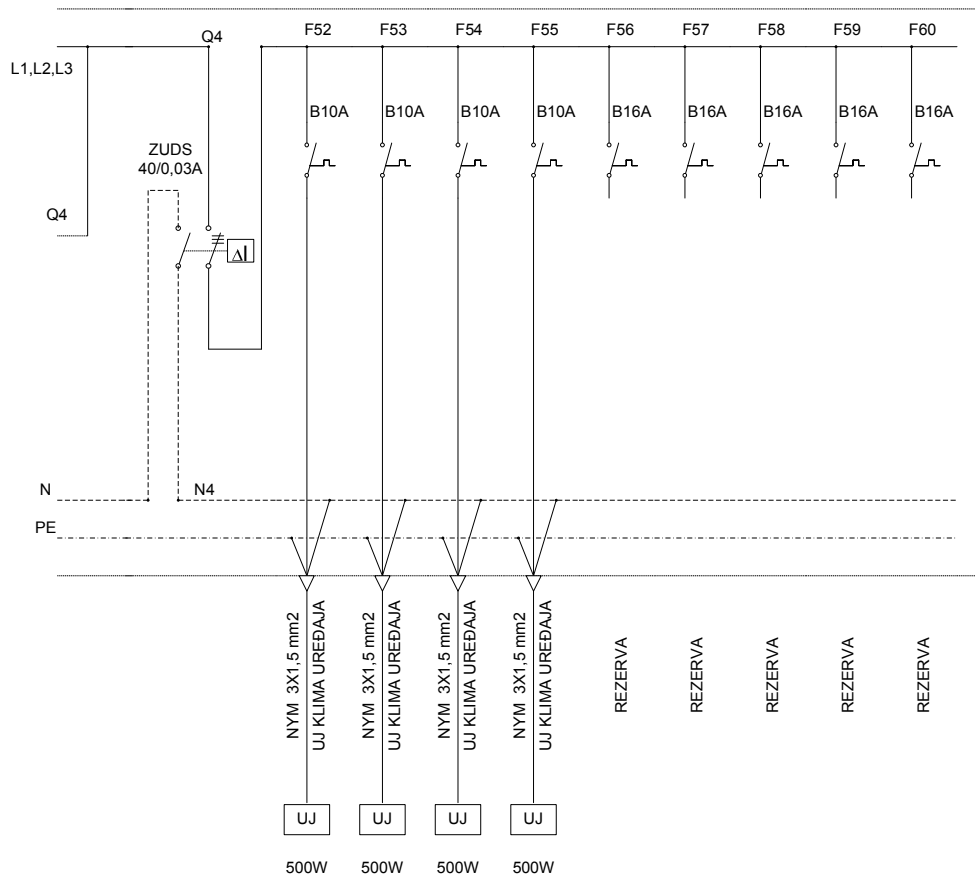 Q4 F52 F53 F54 F55 F56 F57 F58 F59 F60
L1,L2,L3
B10A B10A B10A B10A B16A B16A B16A B16A B16A
ZUDS
40/0,03A
Q4
ΔI
N N4
PE
NYM 3X1,5 mm2
UJ KLIMA UREĐAJA
NYM 3X1,5 mm2
UJ KLIMA UREĐAJA
NYM 3X1,5 mm2
UJ KLIMA UREĐAJA
NYM 3X1,5 mm2
UJ KLIMA UREĐAJA
REZERVA
REZERVA
REZERVA
REZERVA
REZERVA
UJ UJ UJ UJ
500W 500W 500W 500W